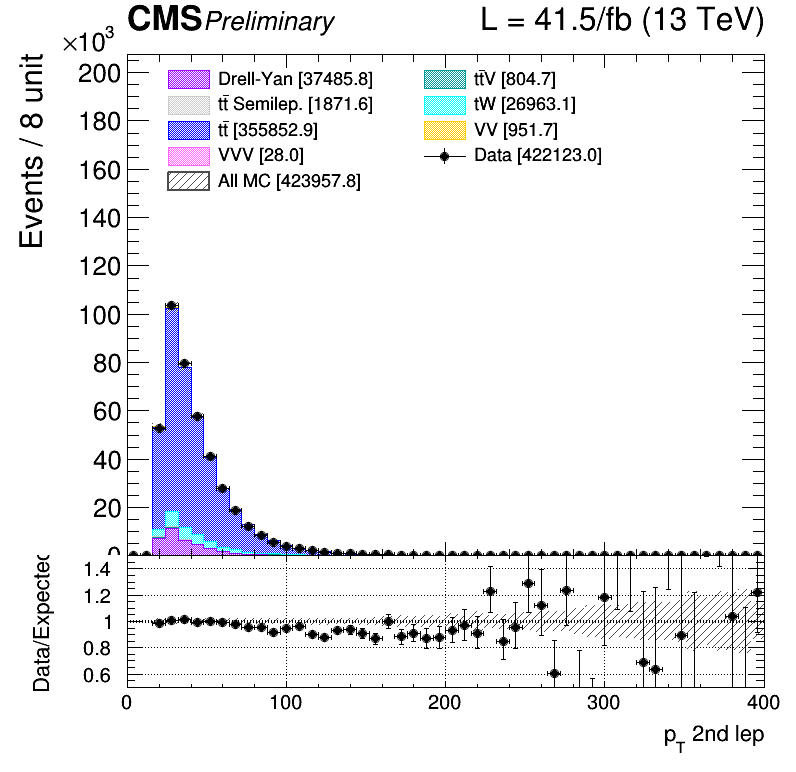 CMS Preliminary L = 41.5/fb (13 TeV)
×10³
Events / 8 unit
200
180
160
140
120
100
80
60
40
20
0
Drell-Yan [37485.8]
tt̄ Semilep. [1871.6]
tt̄ [355852.9]
VVV [28.0]
All MC [423957.8]
tt̄V [804.7]
tW [26963.1]
VV [951.7]
Data [422123.0]
Data/Expected
1.4
1.2
1
0.8
0.6
0 100 200 300 400
p_T 2nd lep